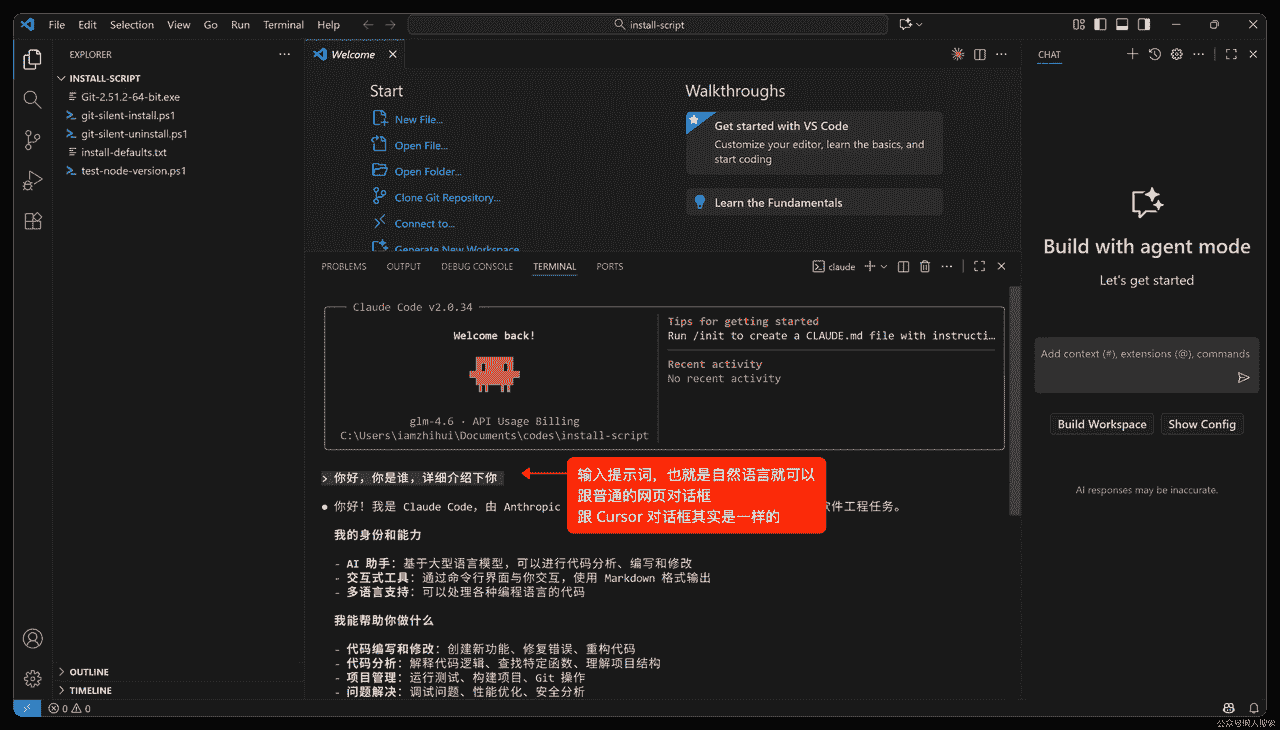 File Edit Selection View Go Run Terminal Help
install-script
EXPLORER
INSTALL-SCRIPT
Git-2.51.2-64-bit.exe
git-silent-install.ps1
git-silent-uninstall.ps1
install-defaults.txt
test-node-version.ps1
OUTLINE
TIMELINE
Welcome
Start
New File...
Open File...
Open Folder...
Clone Git Repository...
Connect to...
Generate New Workspace
Walkthroughs
Get started with VS Code
Customize your editor, learn the basics, and
start coding
Learn the Fundamentals
PROBLEMS OUTPUT DEBUG CONSOLE TERMINAL PORTS
claude
Claude Code v2.0.34
Welcome back!
glm-4.6 · API Usage Billing
C:\Users\iamzhihui\Documents\codes\install-script
Tips for getting started
Run /init to create a CLAUDE.md file with instructi…
Recent activity
No recent activity
> 你好，你是谁，详细介绍下你
输入提示词，也就是自然语言就可以
跟普通的网页对话框
跟 Cursor 对话框其实是一样的
● 你好！我是 Claude Code，由 Anthropic
件工程任务。
我的身份和能力
- AI 助手：基于大型语言模型，可以进行代码分析、编写和修改
- 交互式工具：通过命令行界面与你交互，使用 Markdown 格式输出
- 多语言支持：可以处理各种编程语言的代码
我能帮助你做什么
- 代码编写和修改：创建新功能、修复错误、重构代码
- 代码分析：解释代码逻辑、查找特定函数、理解项目结构
- 项目管理：运行测试、构建项目、Git 操作
- 问题解决：调试问题、性能优化、安全分析
CHAT
Build with agent mode
Let's get started
Add context (#), extensions (@), commands
Build Workspace
Show Config
AI responses may be inaccurate.
0 0